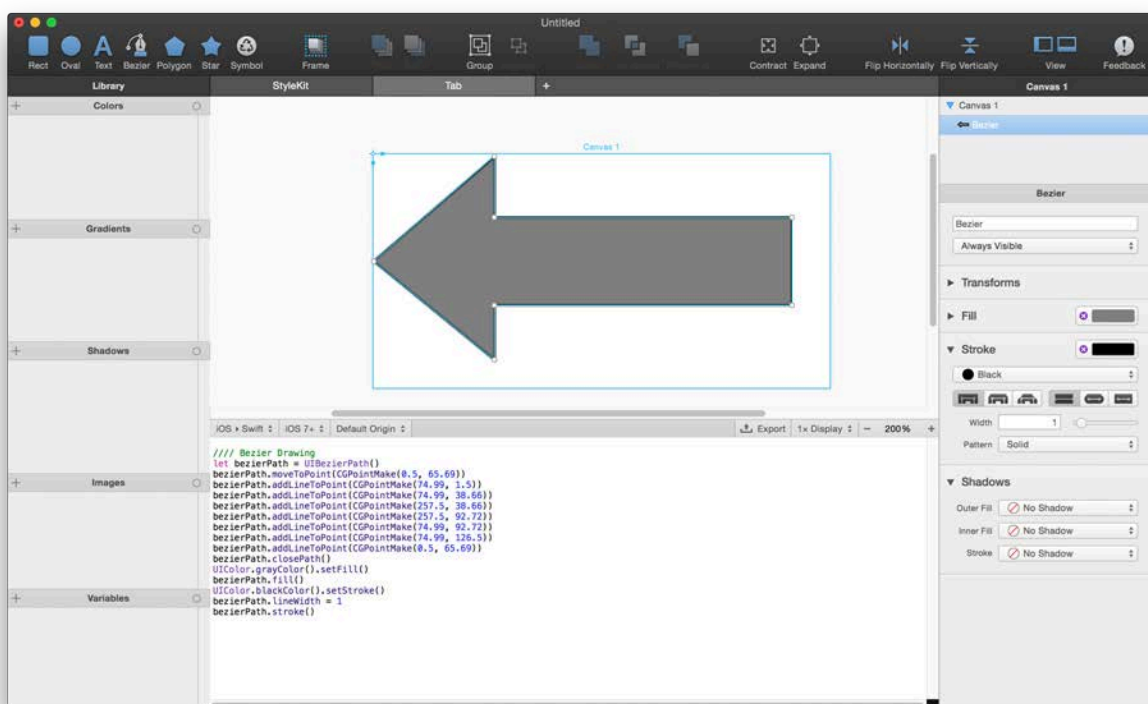 Untitled
Rect Oval Text Bezier Polygon Star Symbol Frame Group Contract Expand Flip Horizontally Flip Vertically View Feedback
Library StyleKit Tab + Canvas 1
+ Colors
Canvas 1
Bezier
Canvas 1
Bezier
Bezier
Always Visible
+ Gradients
Transforms
Fill
+ Shadows
Stroke
Black
Width 1
Pattern Solid
iOS ▸ Swift iOS 7+ Default Origin Export 1x Display − 200% +
//// Bezier Drawing
let bezierPath = UIBezierPath()
bezierPath.moveToPoint(CGPointMake(0.5, 65.69))
bezierPath.addLineToPoint(CGPointMake(74.99, 1.5))
bezierPath.addLineToPoint(CGPointMake(74.99, 38.66))
bezierPath.addLineToPoint(CGPointMake(257.5, 38.66))
bezierPath.addLineToPoint(CGPointMake(257.5, 92.72))
bezierPath.addLineToPoint(CGPointMake(74.99, 92.72))
bezierPath.addLineToPoint(CGPointMake(74.99, 126.5))
bezierPath.addLineToPoint(CGPointMake(0.5, 65.69))
bezierPath.closePath()
UIColor.grayColor().setFill()
bezierPath.fill()
UIColor.blackColor().setStroke()
bezierPath.lineWidth = 1
bezierPath.stroke()
+ Images
Shadows
Outer Fill No Shadow
Inner Fill No Shadow
Stroke No Shadow
+ Variables